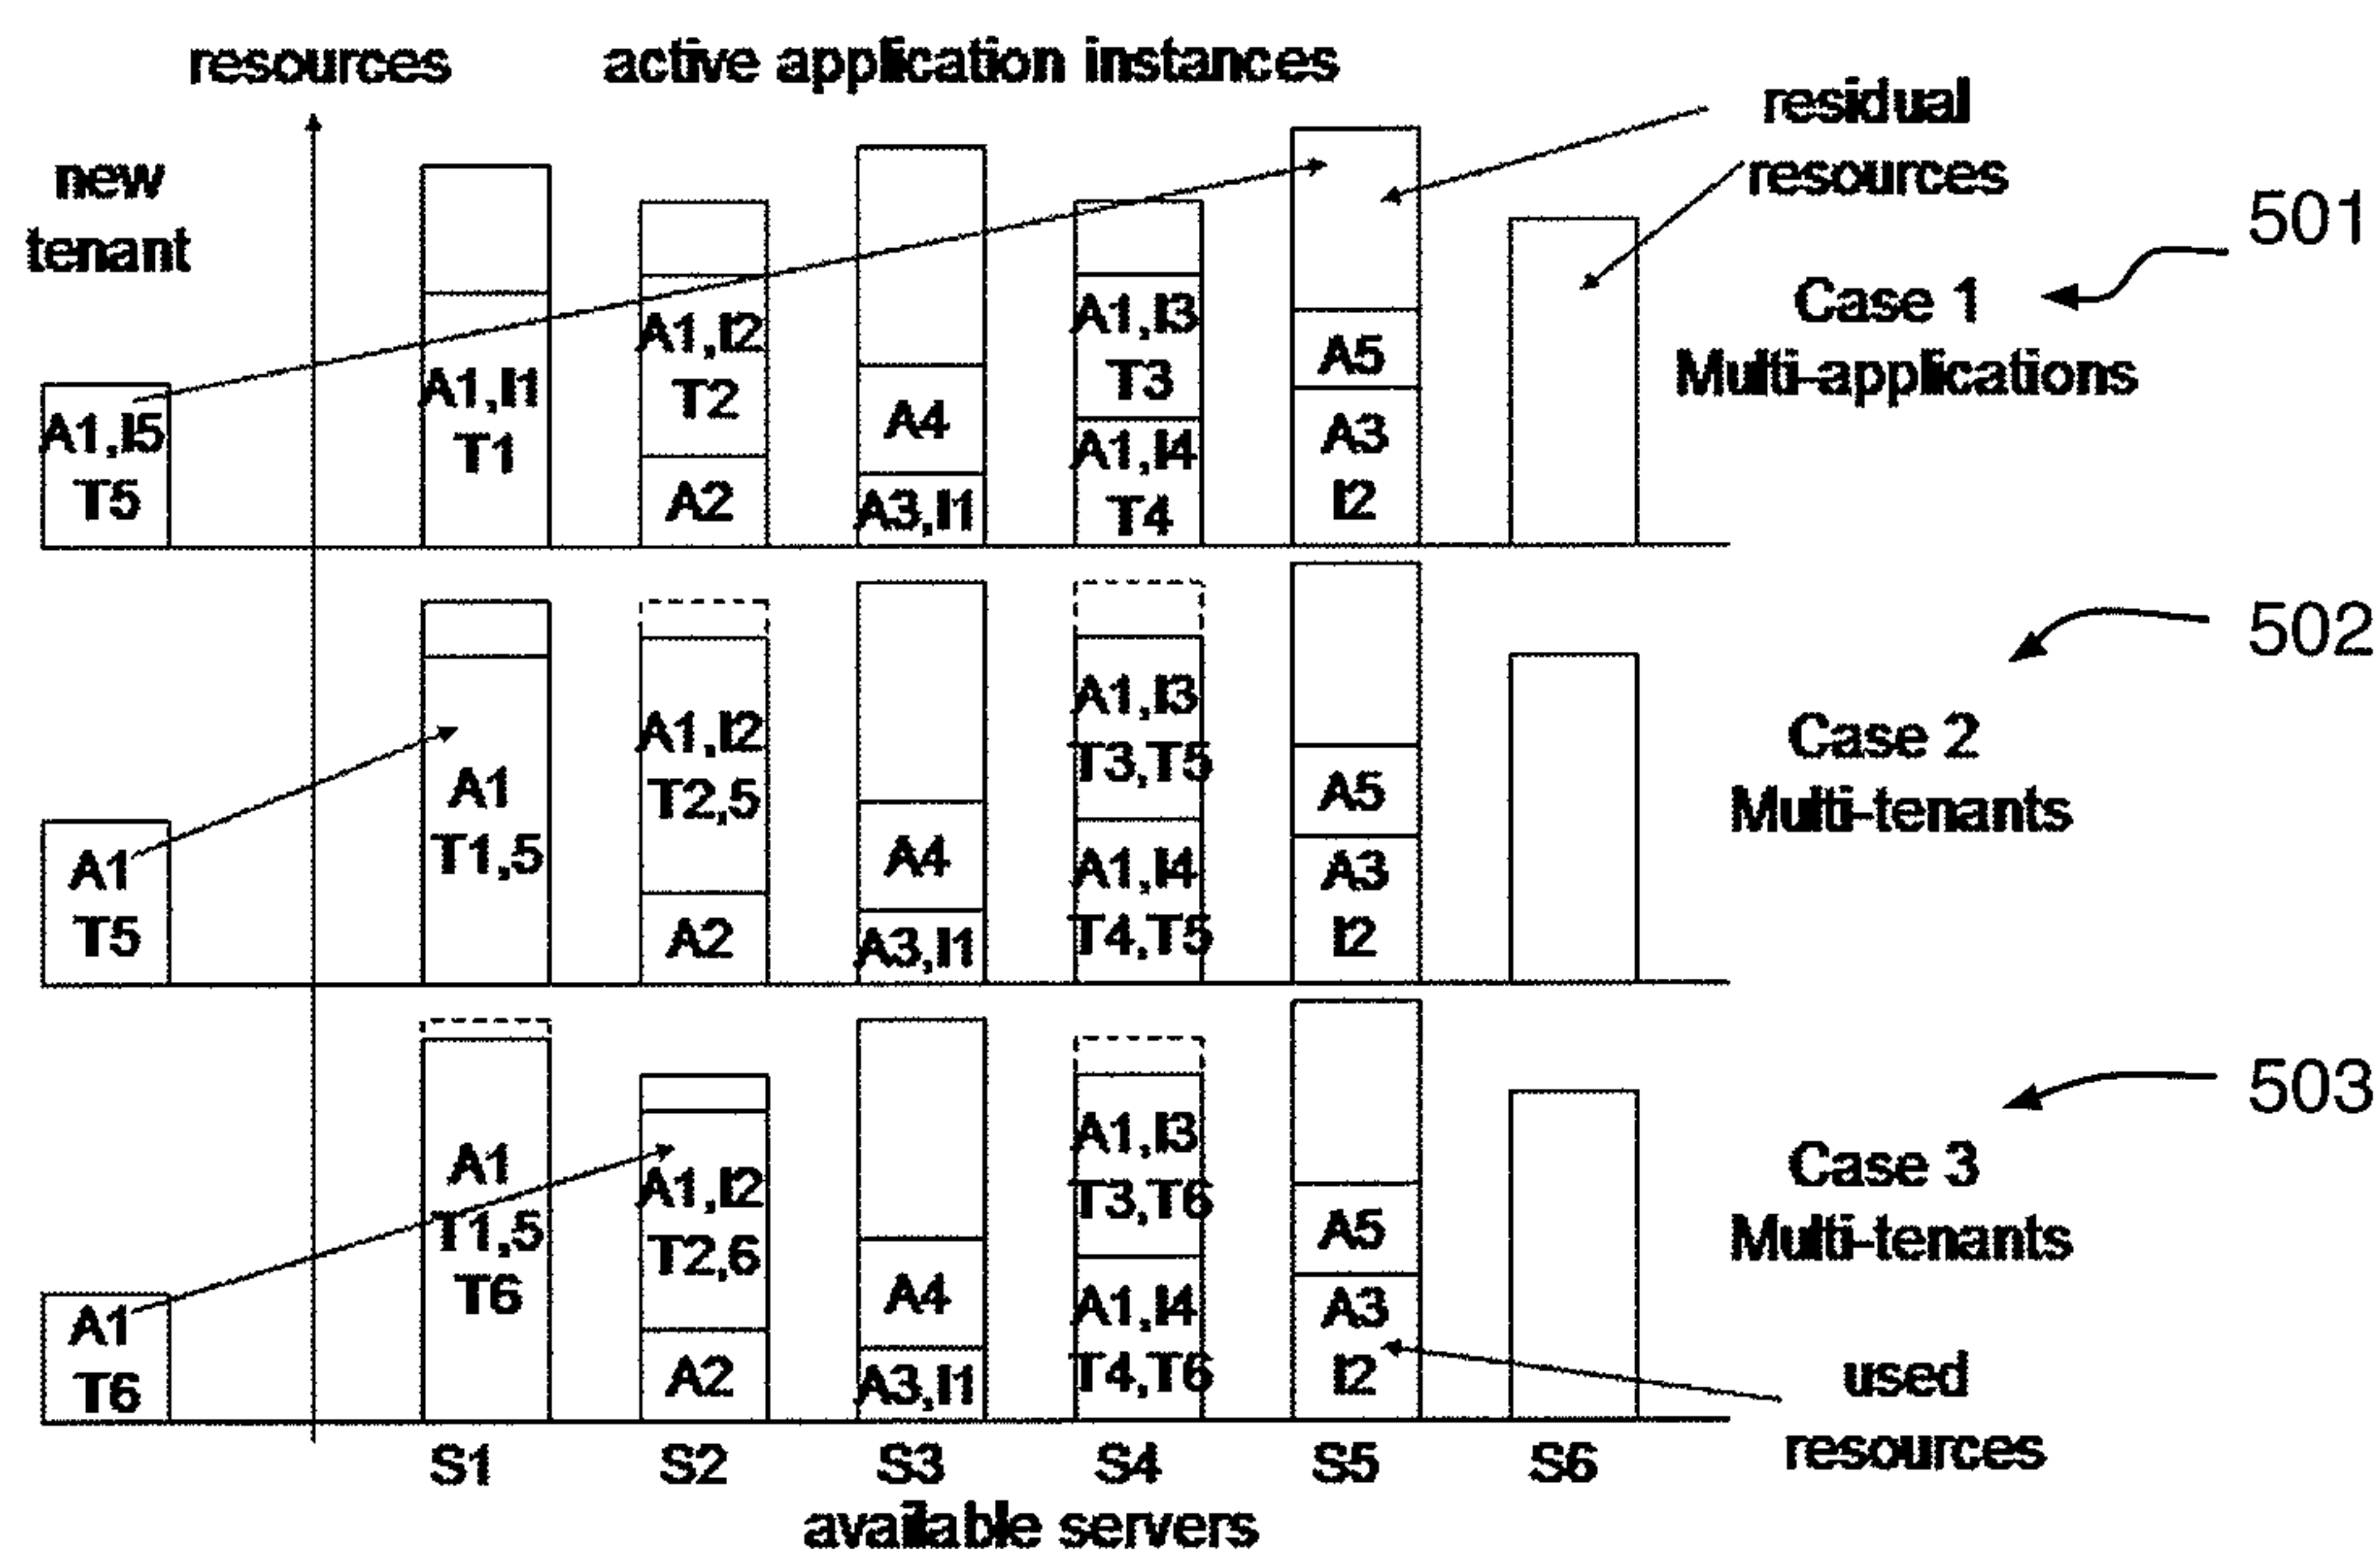 resources
active application instances
residual
resources
new
tenant
501
Case 1
Multi-applications
A1,I5
T5
A1,I1
T1
A1,I2
T2
A2
A4
A3,I1
A1,I3
T3
A1,I4
T4
A5
A3
I2
502
Case 2
Multi-tenants
A1
T5
A1
T1,5
A1,I2
T2,5
A2
A4
A3,I1
A1,I3
T3,T5
A1,I4
T4,T5
A5
A3
I2
503
Case 3
Multi-tenants
A1
T6
A1
T1,5
T6
A1,I2
T2,6
A2
A4
A3,I1
A1,I3
T3,T6
A1,I4
T4,T6
A5
A3
I2
used
resources
S1 S2 S3 S4 S5 S6
available servers